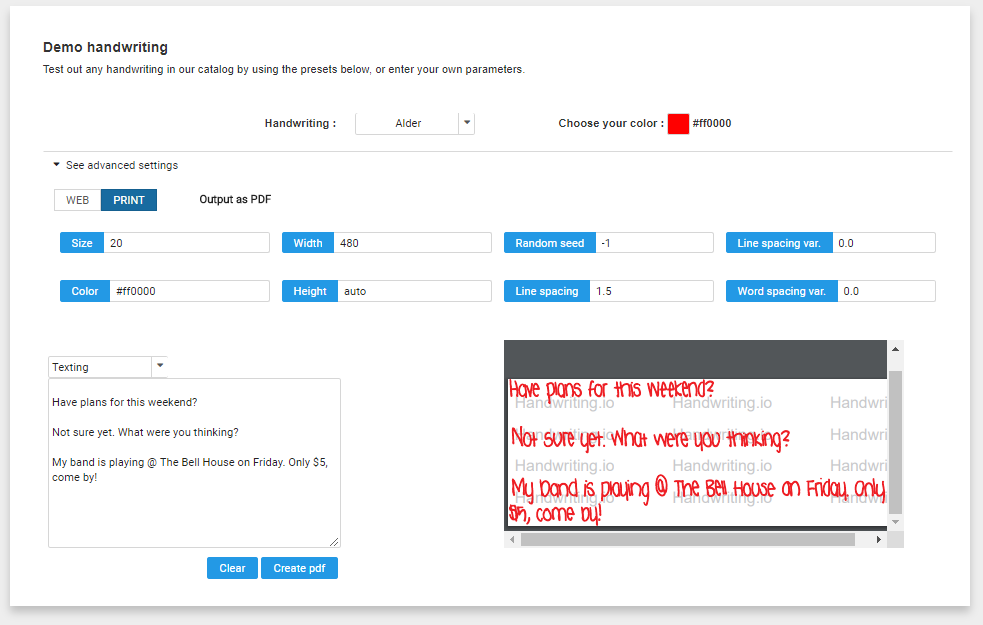 Demo handwriting
Test out any handwriting in our catalog by using the presets below, or enter your own parameters.
Handwriting : Alder Choose your color : #ff0000
See advanced settings
WEB PRINT Output as PDF
Size 20 Width 480 Random seed -1 Line spacing var. 0.0
Color #ff0000 Height auto Line spacing 1.5 Word spacing var. 0.0
Texting
Have plans for this weekend?
Not sure yet. What were you thinking?
My band is playing @ The Bell House on Friday. Only $5,
come by!
Clear Create pdf
Have plans for this weekend?
Handwriting.io Handwriting.io Handwri
Not sure yet. What were you thinking?
Handwriting.io Handwriting.io Handwri
Handwriting.io Handwriting.io Handwri
My band is playing @ The Bell House on Friday. Only
Handwriting.io Handwriting.io Handwri
$5, come by!